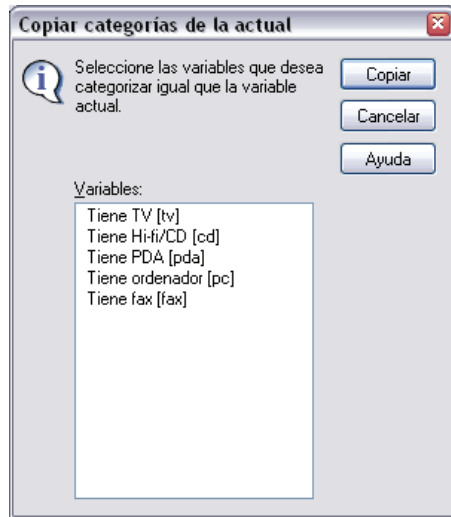 Copiar categorías de la actual
Seleccione las variables que desea
categorizar igual que la variable
actual.
Copiar
Cancelar
Ayuda
Variables:
Tiene TV [tv]
Tiene Hi-fi/CD [cd]
Tiene PDA [pda]
Tiene ordenador [pc]
Tiene fax [fax]